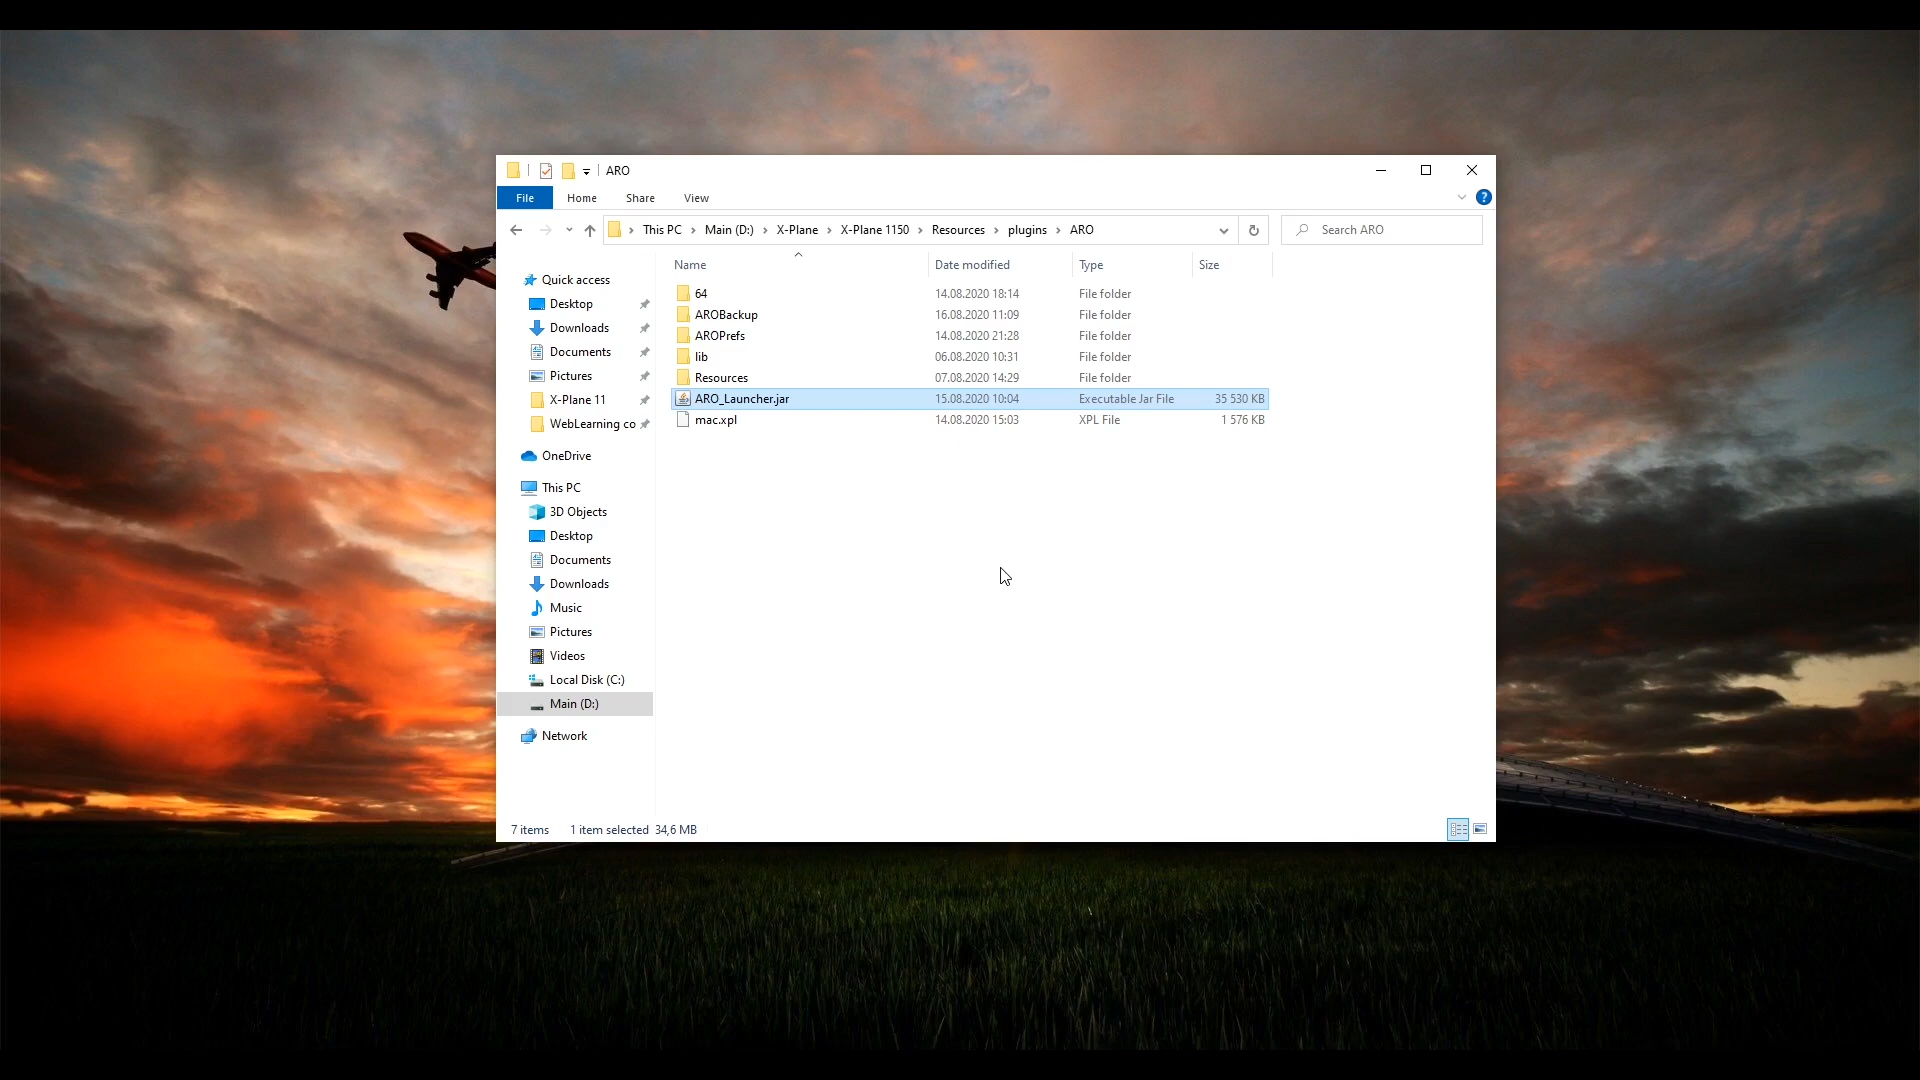 ARO
File Home Share View
This PC Main (D:) X-Plane X-Plane 1150 Resources plugins ARO
Search ARO
Name Date modified Type Size
64 14.08.2020 18:14 File folder
AROBackup 16.08.2020 11:09 File folder
AROPrefs 14.08.2020 21:28 File folder
lib 06.08.2020 10:31 File folder
Resources 07.08.2020 14:29 File folder
ARO_Launcher.jar 15.08.2020 10:04 Executable Jar File 35 530 KB
mac.xpl 14.08.2020 15:03 XPL File 1 576 KB
Quick access
Desktop
Downloads
Documents
Pictures
X-Plane 11
WebLearning co
OneDrive
This PC
3D Objects
Desktop
Documents
Downloads
Music
Pictures
Videos
Local Disk (C:)
Main (D:)
Network
7 items 1 item selected 34,6 MB